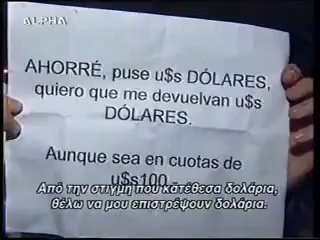 ALPHA
AHORRÉ, puse u$s DÓLARES,
quiero que me devuelvan u$s
DÓLARES.
Aunque sea en cuotas de
u$s100.-
Από την στιγμή που κατέθεσα δολάρια,
θέλω να μου επιστρέψουν δολάρια.